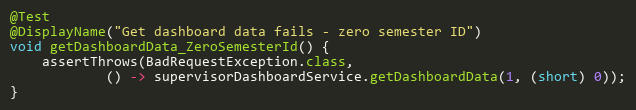 @Test
@DisplayName("Get dashboard data fails - zero semester ID")
void getDashboardData_ZeroSemesterId() {
    assertThrows(BadRequestException.class,
            () -> supervisorDashboardService.getDashboardData(1, (short) 0));
}